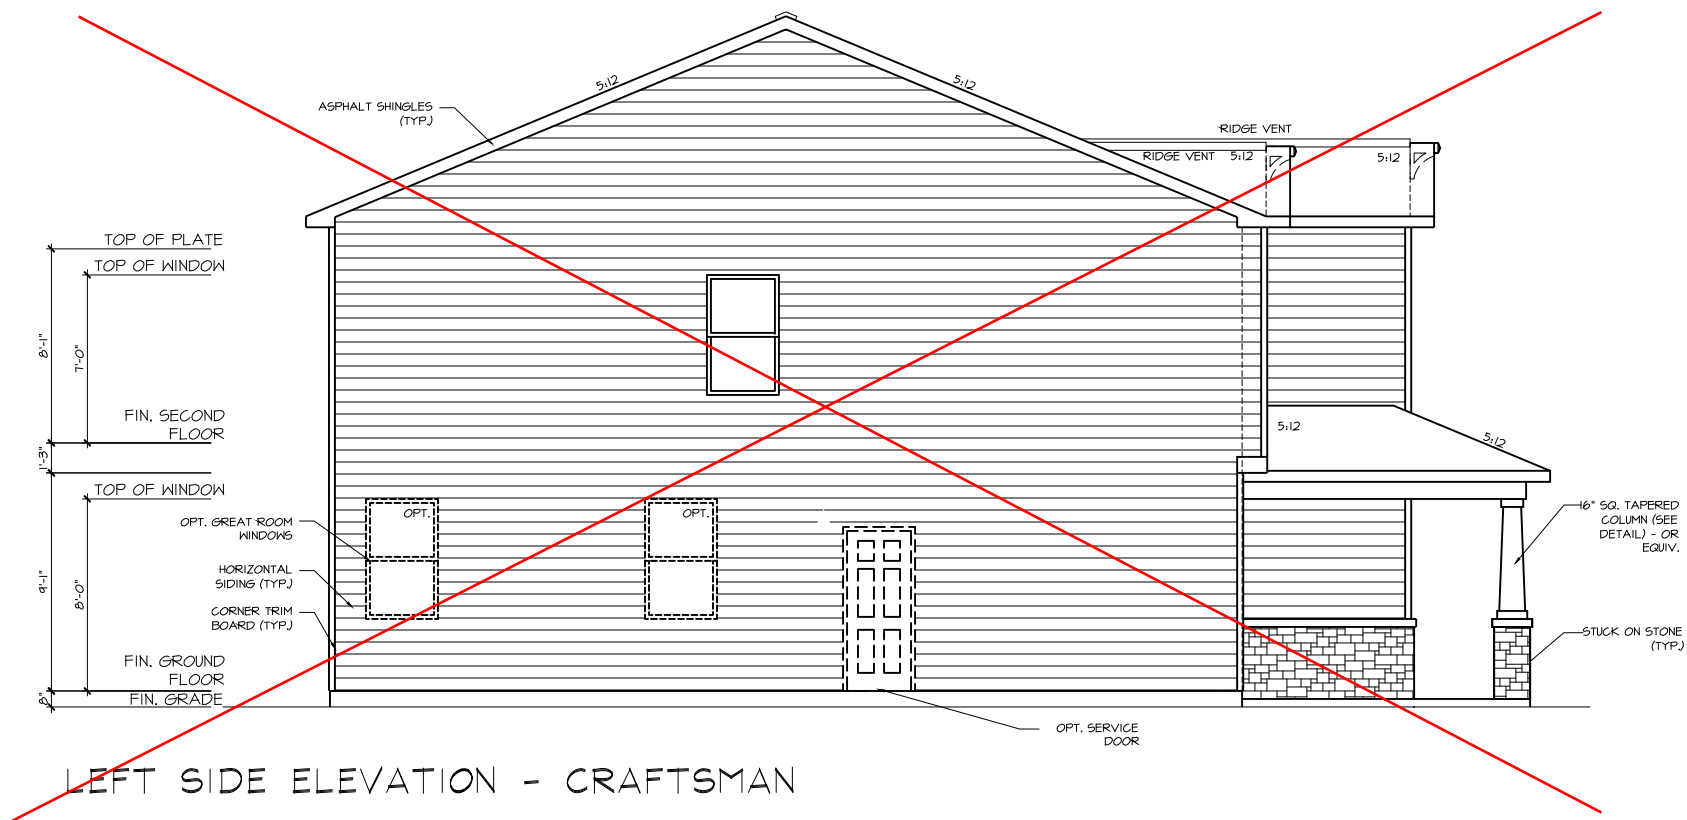 5:12
5:12
ASPHALT SHINGLES
(TYP.)
RIDGE VENT
RIDGE VENT
5:12
5:12
TOP OF PLATE
TOP OF WINDOW
8'-1"
7'-0"
FIN. SECOND
FLOOR
5:12
5:12
1'-3"
TOP OF WINDOW
OPT.
OPT.
OPT. GREAT ROOM
WINDOWS
16" SQ. TAPERED
COLUMN (SEE
DETAIL) - OR
EQUIV.
HORIZONTAL
SIDING (TYP.)
9'-1"
8'-0"
CORNER TRIM
BOARD (TYP.)
STUCK ON STONE
(TYP.)
FIN. GROUND
FLOOR
FIN. GRADE
8"
OPT. SERVICE
DOOR
LEFT SIDE ELEVATION - CRAFTSMAN